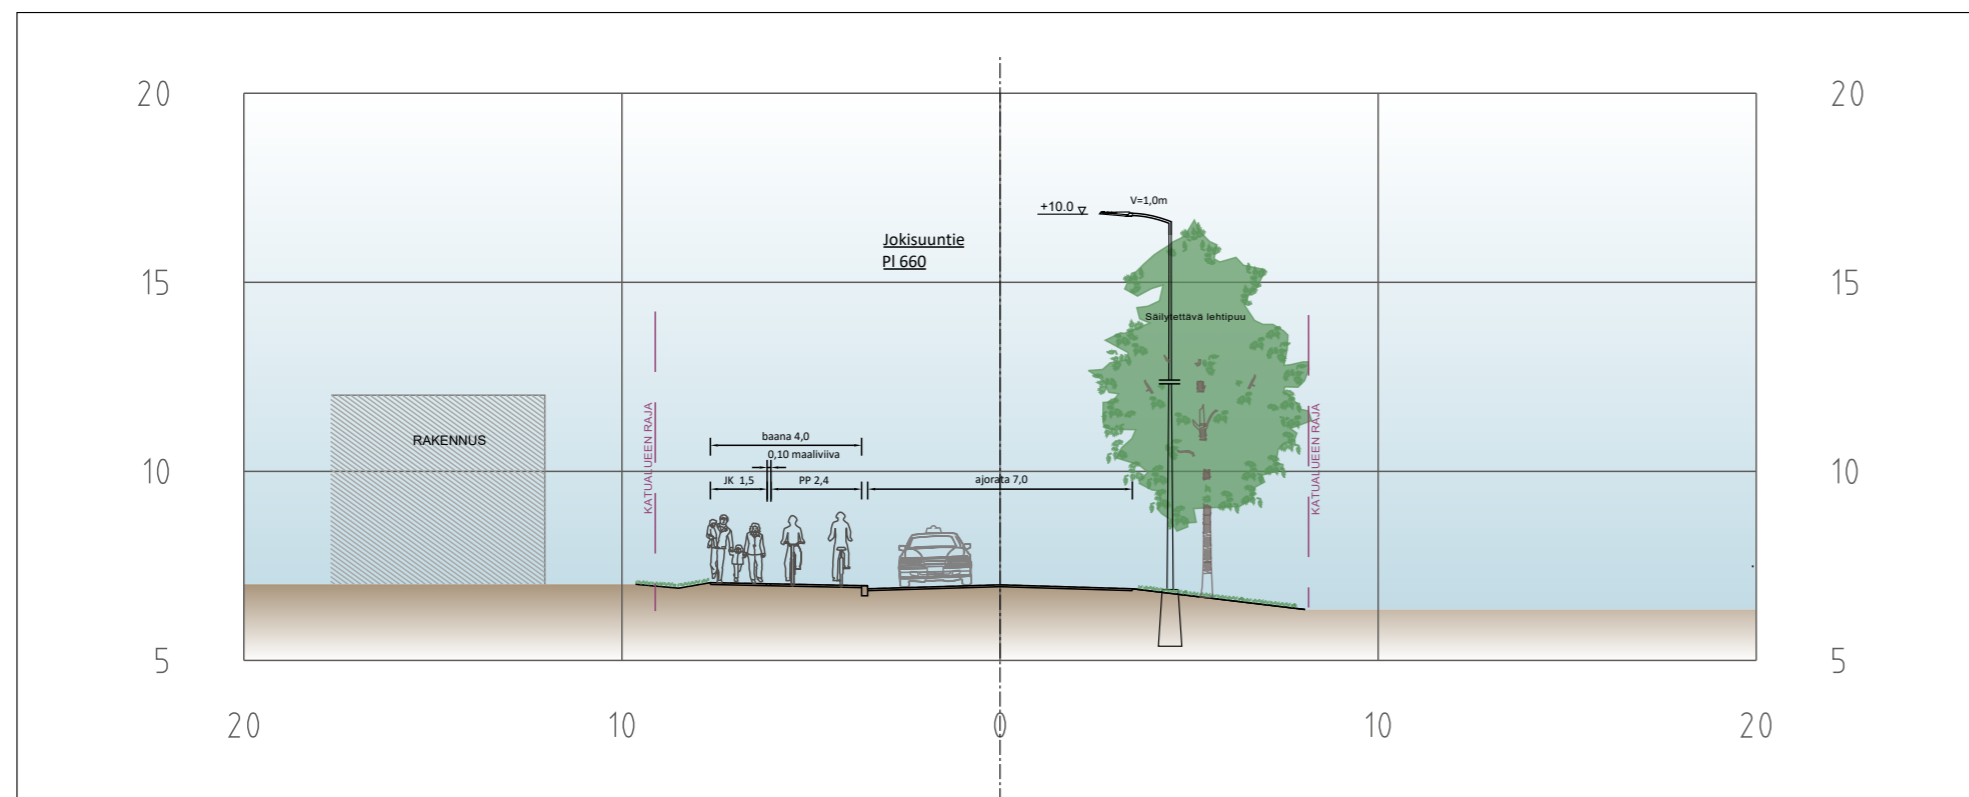 20
20
+10.0
V=1,0m
Jokisuuntie
Pl 660
15
15
Säilytettävä lehtipuu
KATUALUEEN RAJA
KATUALUEEN RAJA
RAKENNUS
baana 4,0
0,10 maaliviiva
10
10
JK 1,5
PP 2,4
ajorata 7,0
5
5
20
10
0
10
20